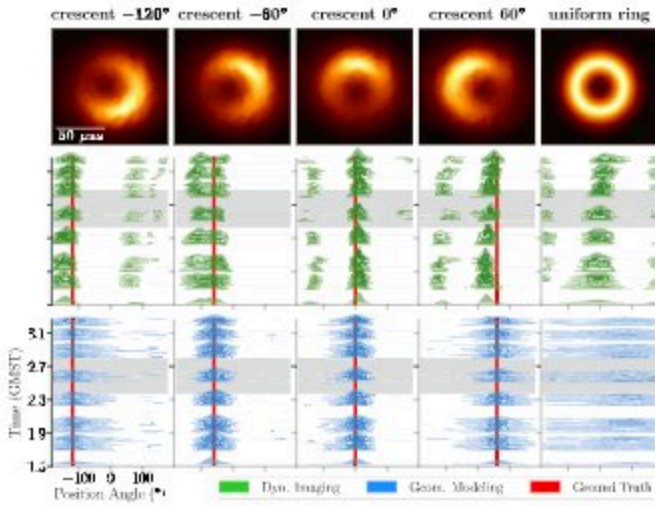 crescent −120° crescent −60° crescent 0° crescent 60° uniform ring
50 μas
3.1
2.7
2.3
1.9
1.5
Time (GMST)
−100 0 100
Position Angle (°)
Dyn. Imaging Geom. Modeling Ground Truth